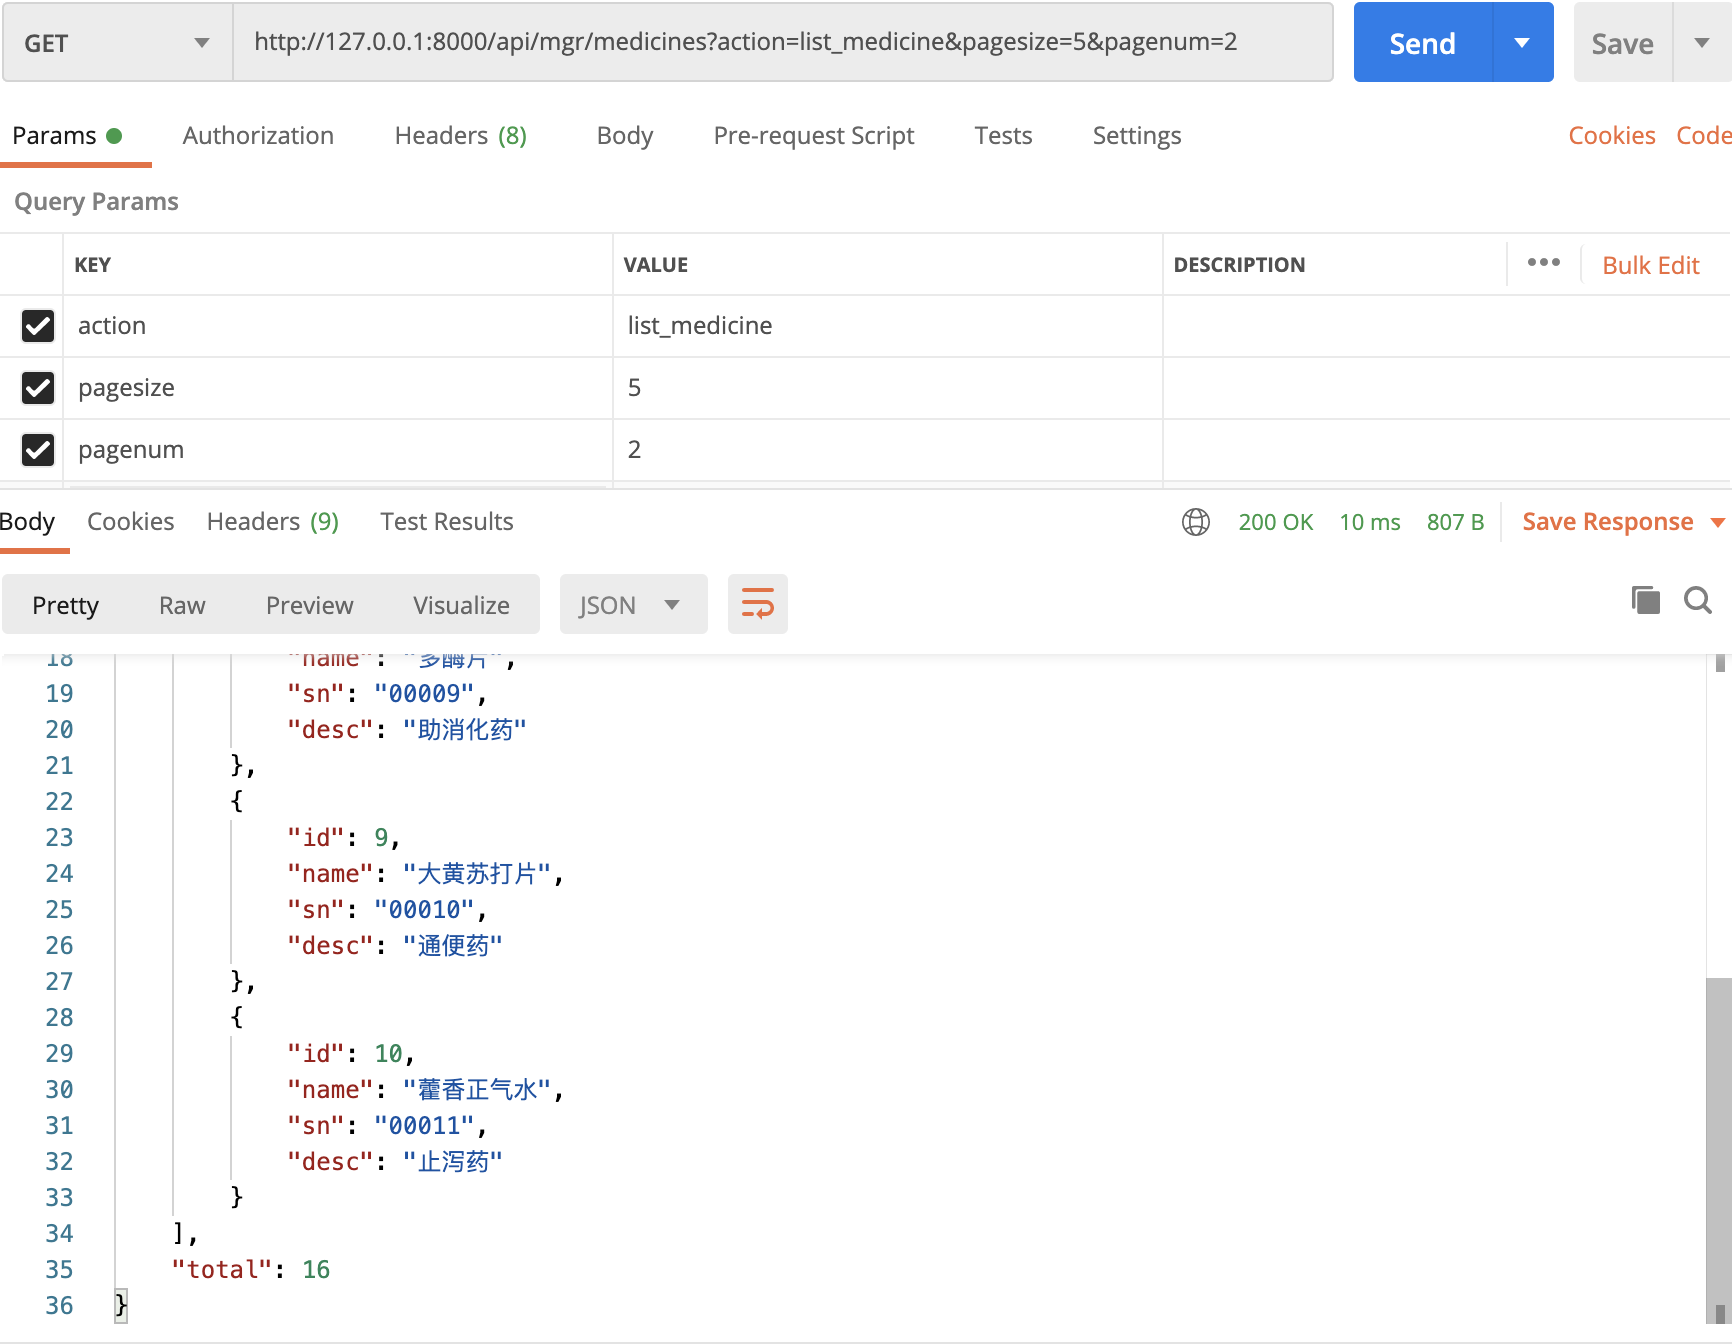 GET http://127.0.0.1:8000/api/mgr/medicines?action=list_medicine&pagesize=5&pagenum=2 Send Save
Params Authorization Headers (8) Body Pre-request Script Tests Settings Cookies Code
Query Params
KEY VALUE DESCRIPTION ••• Bulk Edit
action list_medicine
pagesize 5
pagenum 2
Body Cookies Headers (9) Test Results 200 OK 10 ms 807 B Save Response
Pretty Raw Preview Visualize JSON
18 "name": "多酶片",
19 "sn": "00009",
20 "desc": "助消化药"
21 },
22 {
23 "id": 9,
24 "name": "大黄苏打片",
25 "sn": "00010",
26 "desc": "通便药"
27 },
28 {
29 "id": 10,
30 "name": "藿香正气水",
31 "sn": "00011",
32 "desc": "止泻药"
33 }
34 ],
35 "total": 16
36 }